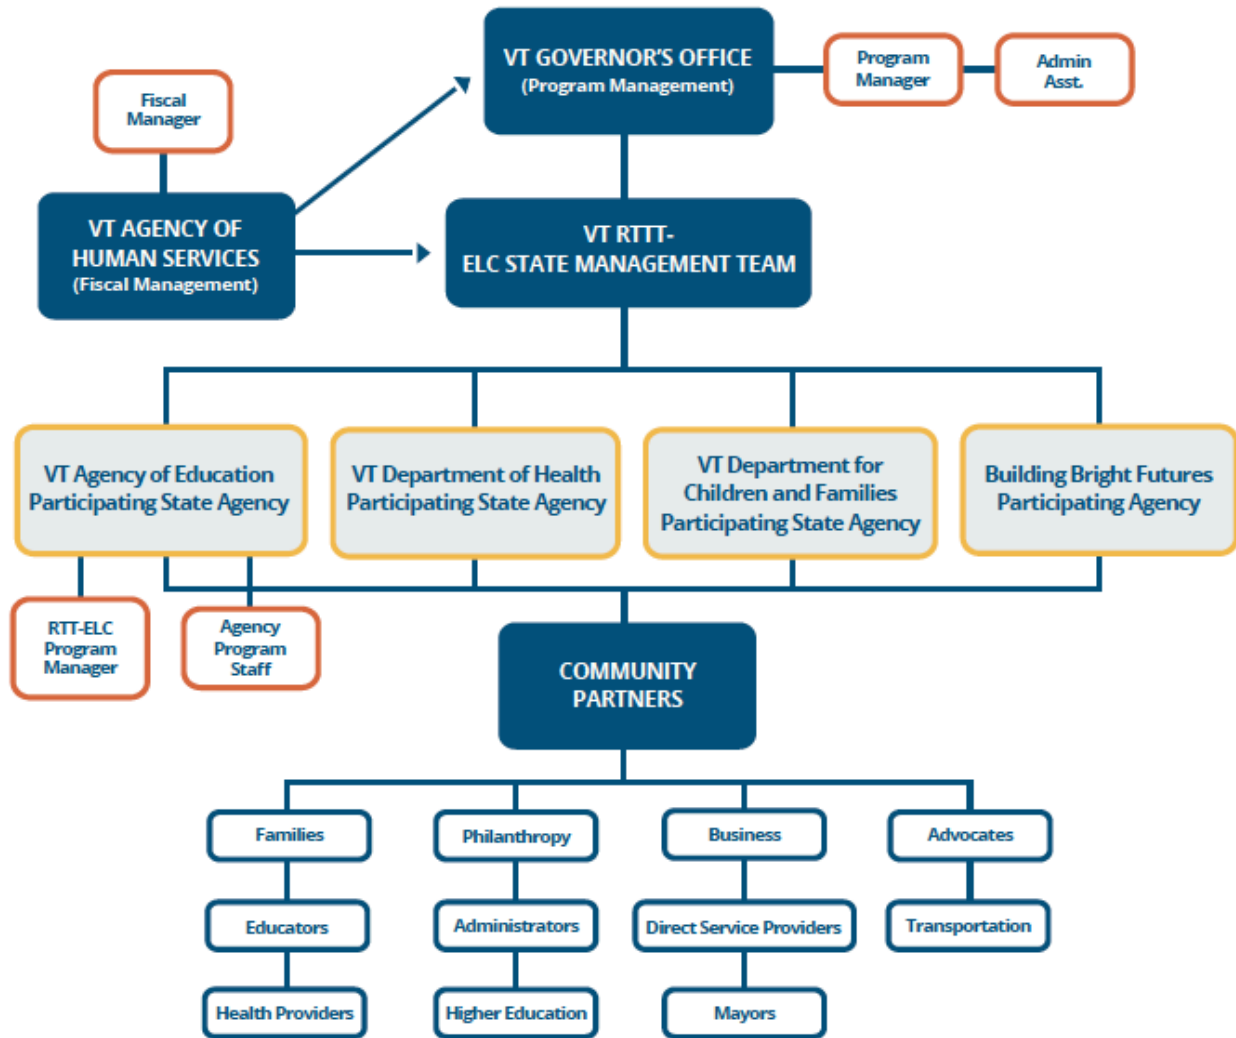 VT GOVERNOR'S OFFICE
(Program Management)
Program
Manager
Admin
Asst.
Fiscal
Manager
VT AGENCY OF
HUMAN SERVICES
(Fiscal Management)
VT RTTT-
ELC STATE MANAGEMENT TEAM
VT Agency of Education
Participating State Agency
VT Department of Health
Participating State Agency
VT Department for
Children and Families
Participating State Agency
Building Bright Futures
Participating Agency
RTT-ELC
Program
Manager
Agency
Program
Staff
COMMUNITY
PARTNERS
Families
Philanthropy
Business
Advocates
Educators
Administrators
Direct Service Providers
Transportation
Health Providers
Higher Education
Mayors